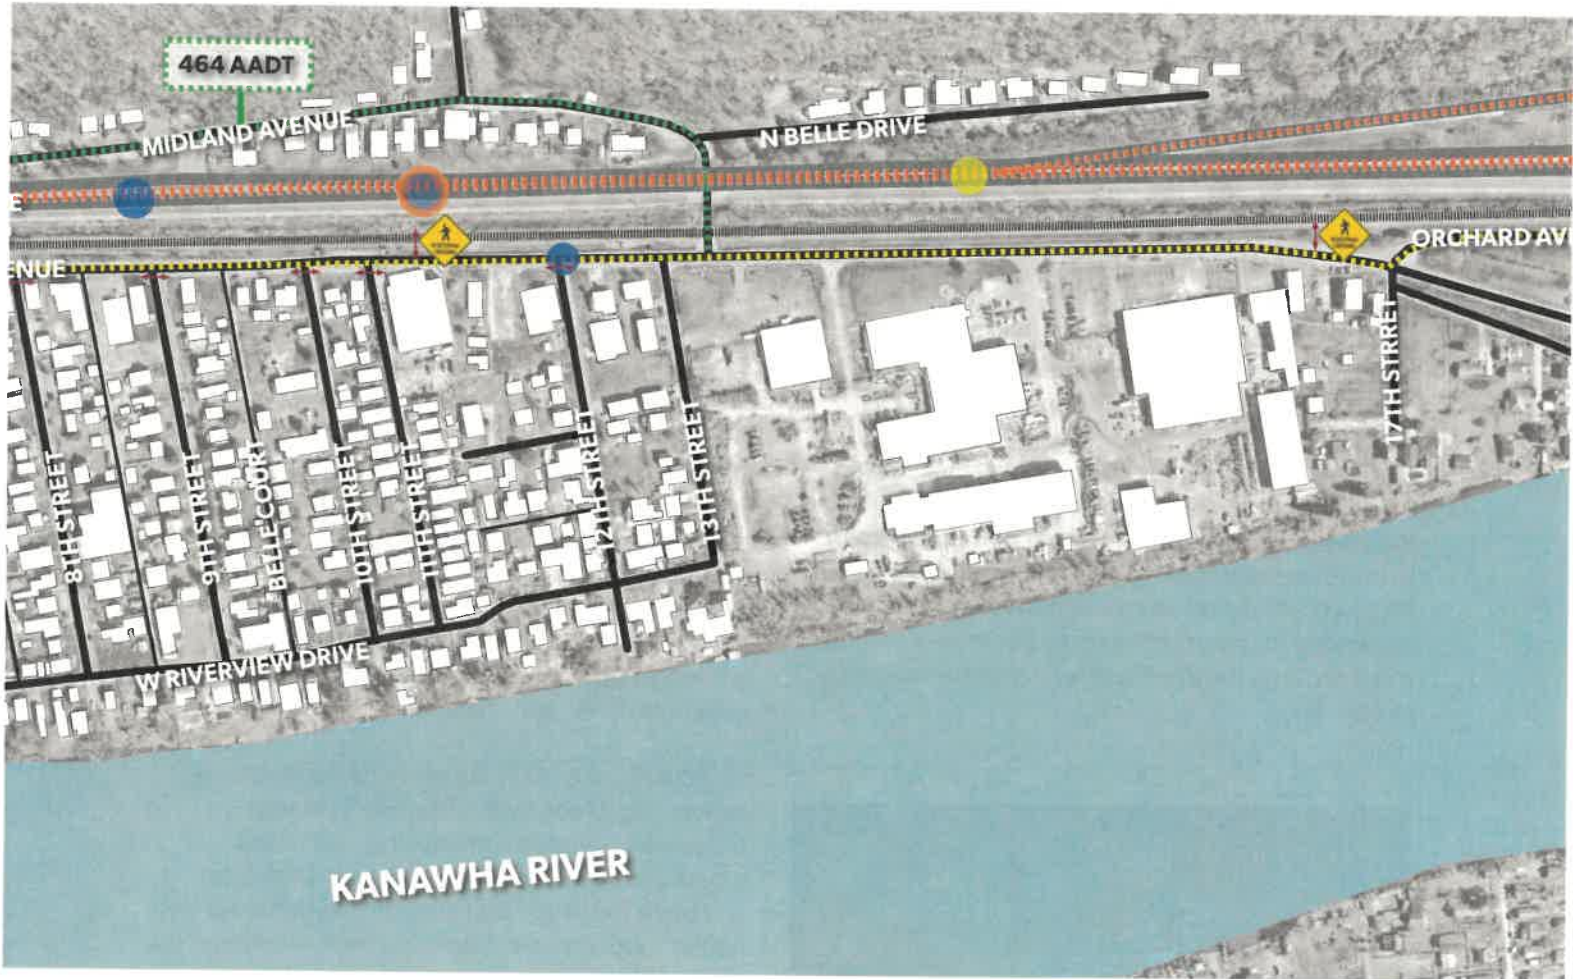 464 AADT
MIDLAND AVENUE
N BELLE DRIVE
E
ENUE
ORCHARD AV
8TH STREET
9TH STREET
BELLE COURT
10TH STREET
11TH STREET
12TH STREET
13TH STREET
17TH STRRET
W RIVERVIEW DRIVE
KANAWHA RIVER